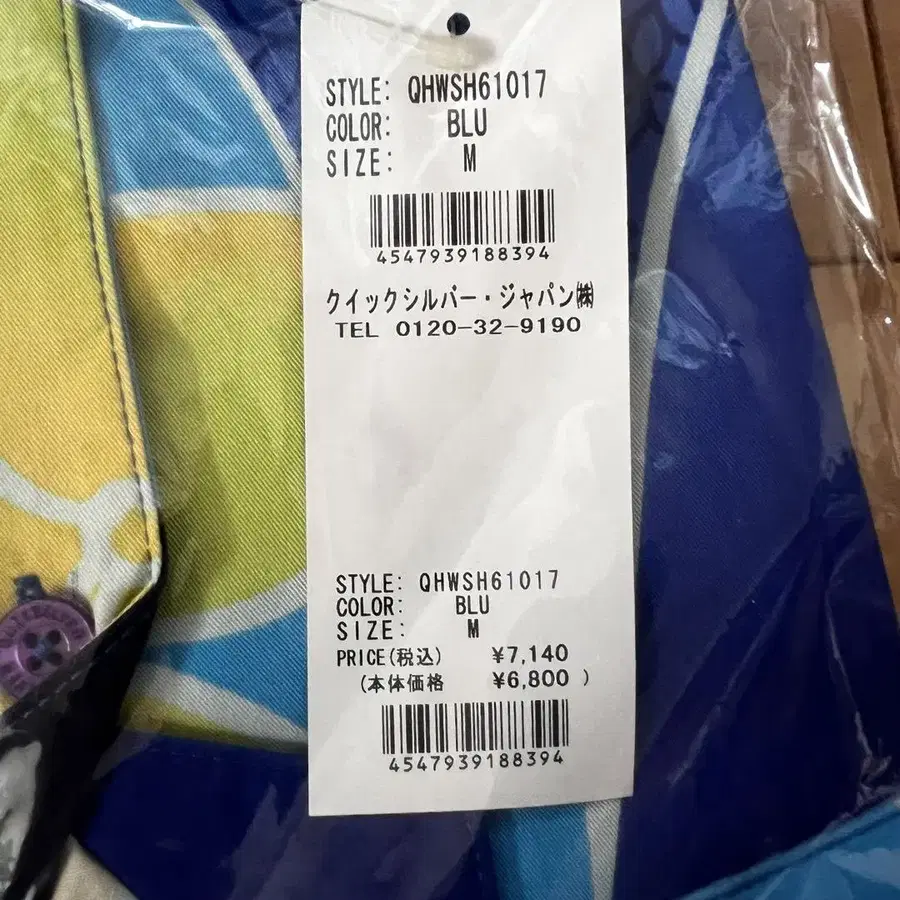 STYLE: QHWSH61017
COLOR: BLU
SIZE: M
4547939188394
クイックシルバー・ジャパン㈱
TEL 0120-32-9190
STYLE: QHWSH61017
COLOR: BLU
SIZE: M
PRICE(税込) ¥7,140
(本体価格 ¥6,800 )
4547939188394